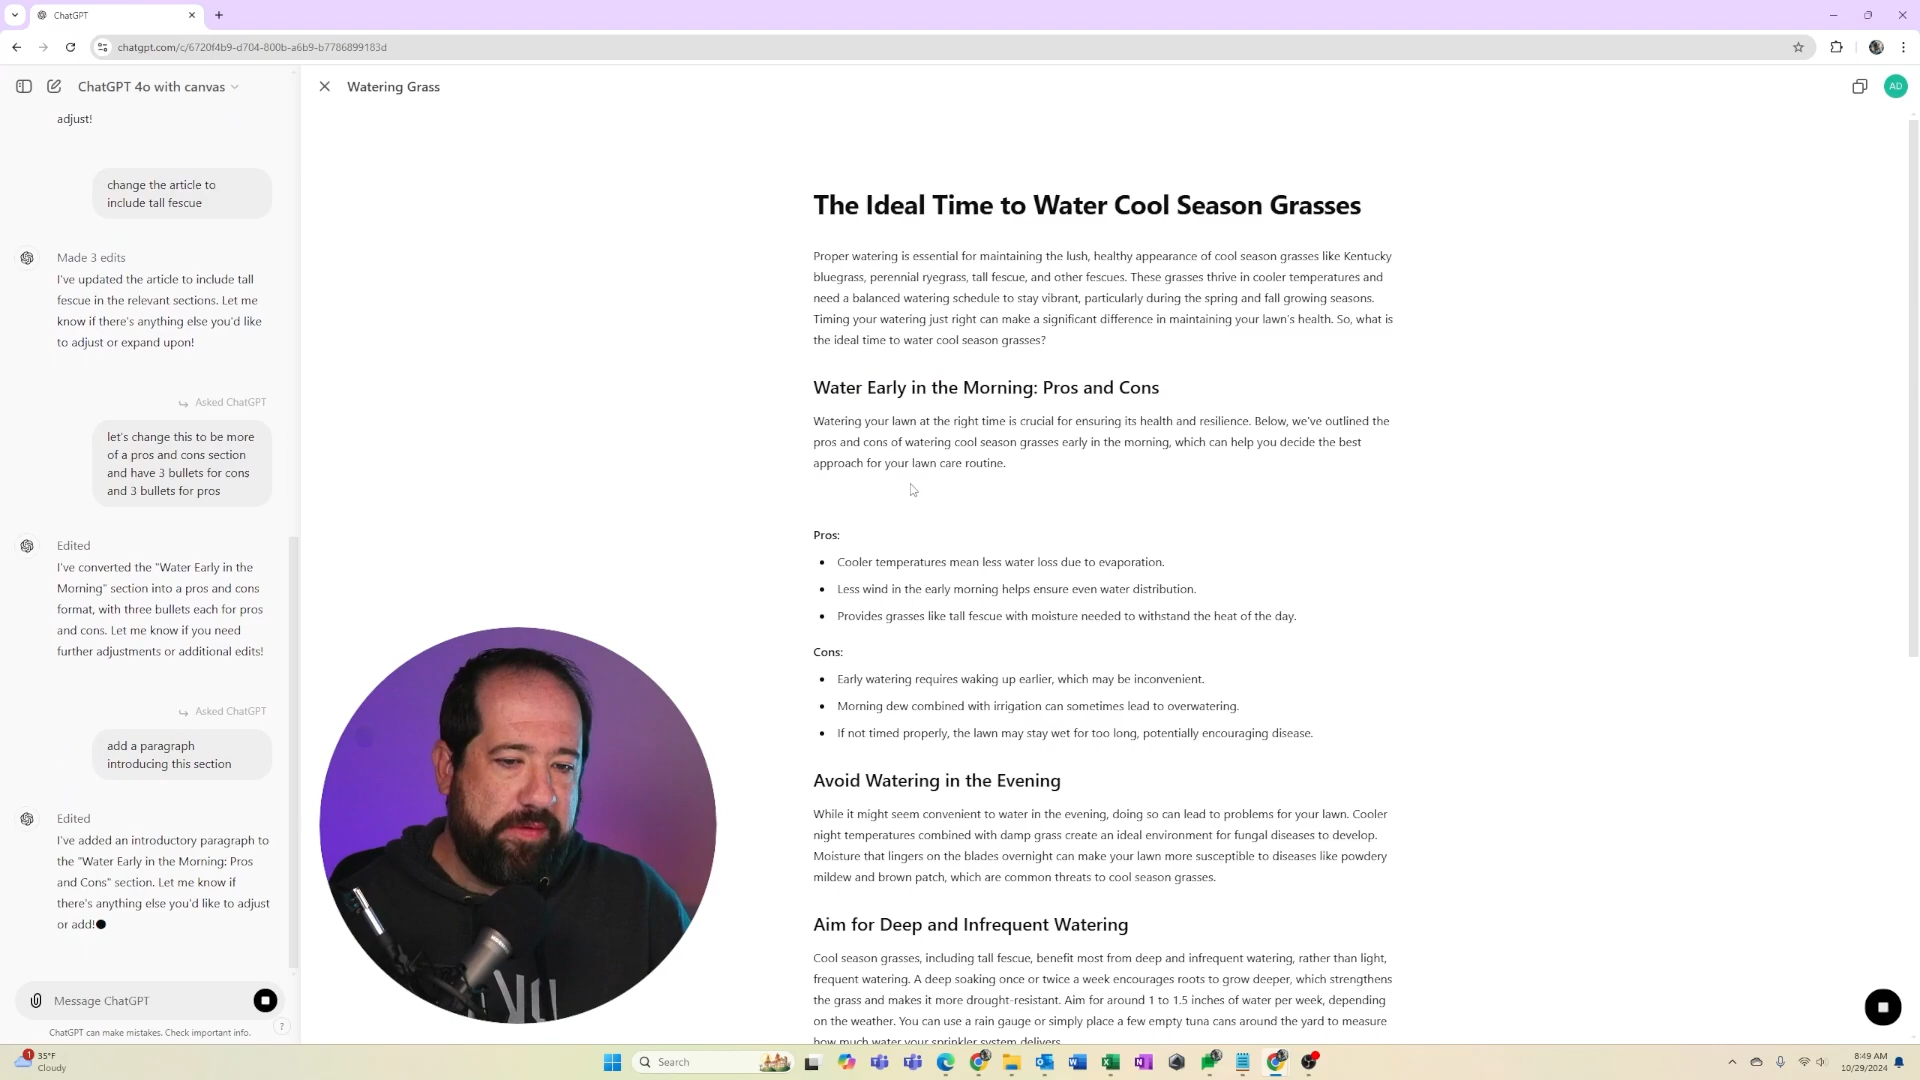 ChatGPT
chatgpt.com/c/6720f4b9-d704-800b-a6b9-b7786899183d
ChatGPT 4o with canvas
Watering Grass
AD
adjust!
change the article to
include tall fescue
Made 3 edits
I've updated the article to include tall
fescue in the relevant sections. Let me
know if there's anything else you'd like
to adjust or expand upon!
Asked ChatGPT
let's change this to be more
of a pros and cons section
and have 3 bullets for cons
and 3 bullets for pros
Edited
I've converted the "Water Early in the
Morning" section into a pros and cons
format, with three bullets each for pros
and cons. Let me know if you need
further adjustments or additional edits!
Asked ChatGPT
add a paragraph
introducing this section
Edited
I've added an introductory paragraph to
the "Water Early in the Morning: Pros
and Cons" section. Let me know if
there's anything else you'd like to adjust
or add!
Message ChatGPT
ChatGPT can make mistakes. Check important info.
?
The Ideal Time to Water Cool Season Grasses
Proper watering is essential for maintaining the lush, healthy appearance of cool season grasses like Kentucky
bluegrass, perennial ryegrass, tall fescue, and other fescues. These grasses thrive in cooler temperatures and
need a balanced watering schedule to stay vibrant, particularly during the spring and fall growing seasons.
Timing your watering just right can make a significant difference in maintaining your lawn's health. So, what is
the ideal time to water cool season grasses?
Water Early in the Morning: Pros and Cons
Watering your lawn at the right time is crucial for ensuring its health and resilience. Below, we've outlined the
pros and cons of watering cool season grasses early in the morning, which can help you decide the best
approach for your lawn care routine.
Pros:
• Cooler temperatures mean less water loss due to evaporation.
• Less wind in the early morning helps ensure even water distribution.
• Provides grasses like tall fescue with moisture needed to withstand the heat of the day.
Cons:
• Early watering requires waking up earlier, which may be inconvenient.
• Morning dew combined with irrigation can sometimes lead to overwatering.
• If not timed properly, the lawn may stay wet for too long, potentially encouraging disease.
Avoid Watering in the Evening
While it might seem convenient to water in the evening, doing so can lead to problems for your lawn. Cooler
night temperatures combined with damp grass create an ideal environment for fungal diseases to develop.
Moisture that lingers on the blades overnight can make your lawn more susceptible to diseases like powdery
mildew and brown patch, which are common threats to cool season grasses.
Aim for Deep and Infrequent Watering
Cool season grasses, including tall fescue, benefit most from deep and infrequent watering, rather than light,
frequent watering. A deep soaking once or twice a week encourages roots to grow deeper, which strengthens
the grass and makes it more drought-resistant. Aim for around 1 to 1.5 inches of water per week, depending
on the weather. You can use a rain gauge or simply place a few empty tuna cans around the yard to measure
how much water your sprinkler system delivers.
1
35°F
Cloudy
Search
8:49 AM
10/29/2024